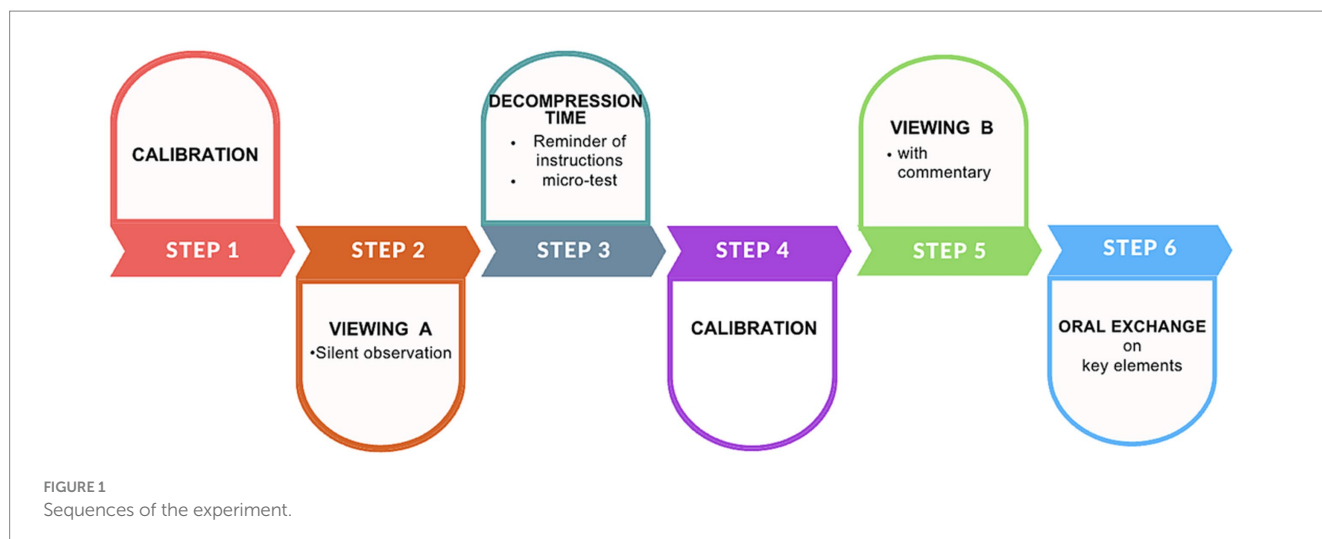 CALIBRATION
STEP 1
STEP 2
VIEWING A
•Silent observation
DECOMPRESSION
TIME
• Reminder of
instructions
• micro-test
STEP 3
STEP 4
CALIBRATION
VIEWING B
• with
commentary
STEP 5
STEP 6
ORAL EXCHANGE
on
key elements
FIGURE 1
Sequences of the experiment.